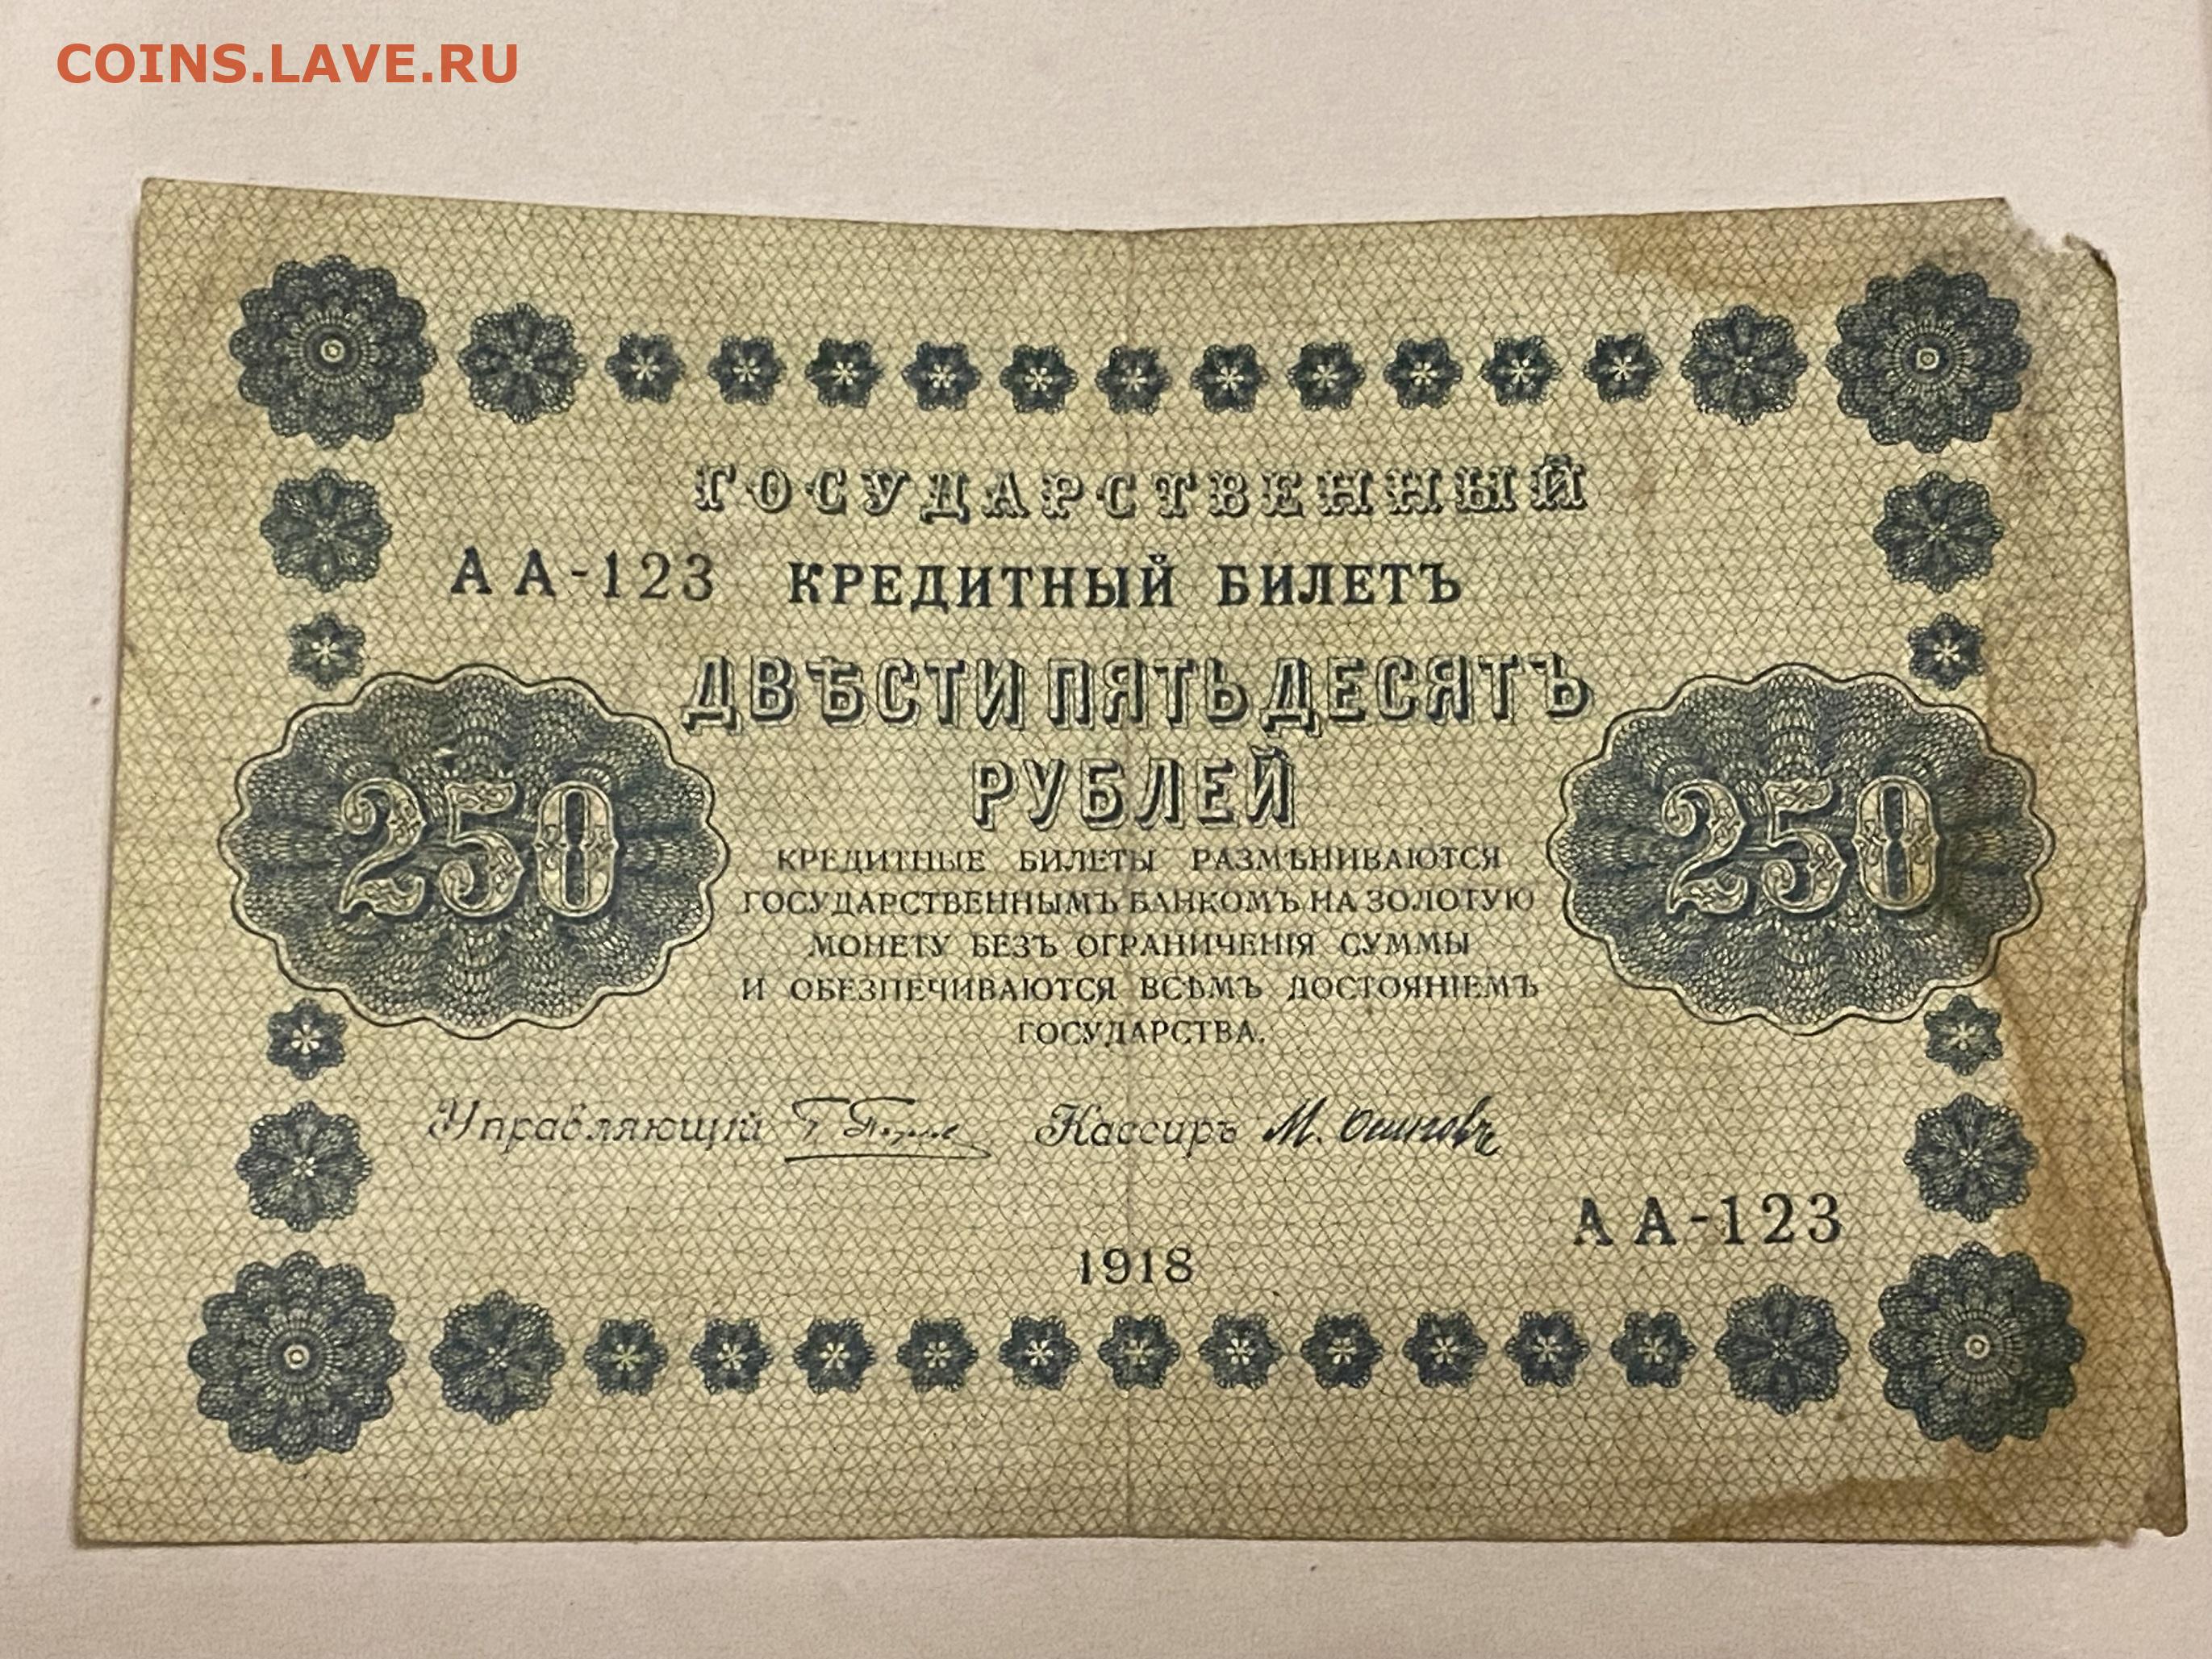 COINS.LAVE.RU
ГОСУДАРСТВЕННЫЙ
АА-123 КРЕДИТНЫЙ БИЛЕТЪ
ДВѢСТИ ПЯТЬДЕСЯТЪ
РУБЛЕЙ
250
250
КРЕДИТНЫЕ БИЛЕТЫ РАЗМѢНИВАЮТСЯ
ГОСУДАРСТВЕННЫМЪ БАНКОМЪ НА ЗОЛОТУЮ
МОНЕТУ БЕЗЪ ОГРАНИЧЕНІЯ СУММЫ
И ОБЕЗПЕЧИВАЮТСЯ ВСѢМЪ ДОСТОЯНІЕМЪ
ГОСУДАРСТВА.
Управляющій Кассиръ М. Осиповъ
АА-123
1918